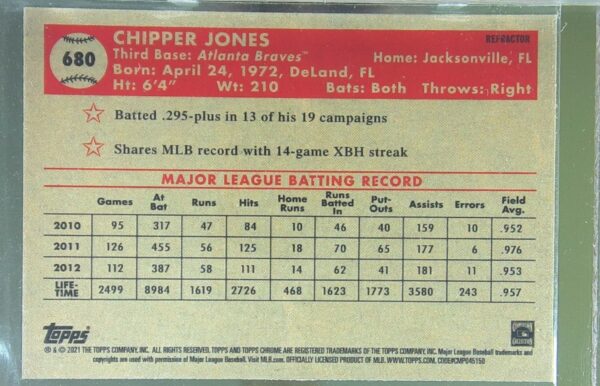 680
CHIPPER JONES
REFRACTOR
Third Base: Atlanta Braves™ Home: Jacksonville, FL
Born: April 24, 1972, DeLand, FL
Ht: 6'4" Wt: 210 Bats: Both Throws: Right
Batted .295-plus in 13 of his 19 campaigns
Shares MLB record with 14-game XBH streak
MAJOR LEAGUE BATTING RECORD
Games At Bat Runs Hits Home Runs Runs Batted In Put-Outs Assists Errors Field Avg.
2010 95 317 47 84 10 46 40 159 10 .952
2011 126 455 56 125 18 70 65 177 6 .976
2012 112 387 58 111 14 62 41 181 11 .953
LIFE-TIME 2499 8984 1619 2726 468 1623 1773 3580 243 .957
Topps
® & © 2021 THE TOPPS COMPANY, INC. ALL RIGHTS RESERVED. TOPPS AND TOPPS CHROME ARE REGISTERED TRADEMARKS OF THE TOPPS COMPANY, INC. Major League Baseball trademarks and
copyrights are used with permission of Major League Baseball. Visit MLB.com. OFFICIALLY LICENSED PRODUCT OF MLB. WWW.TOPPS.COM. CODE#CMP045150